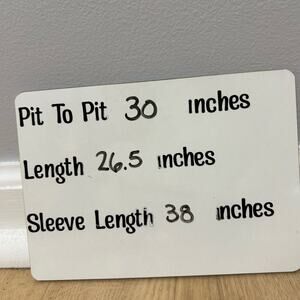 Pit To Pit 30 inches
Length 26.5 inches
Sleeve Length 38 inches